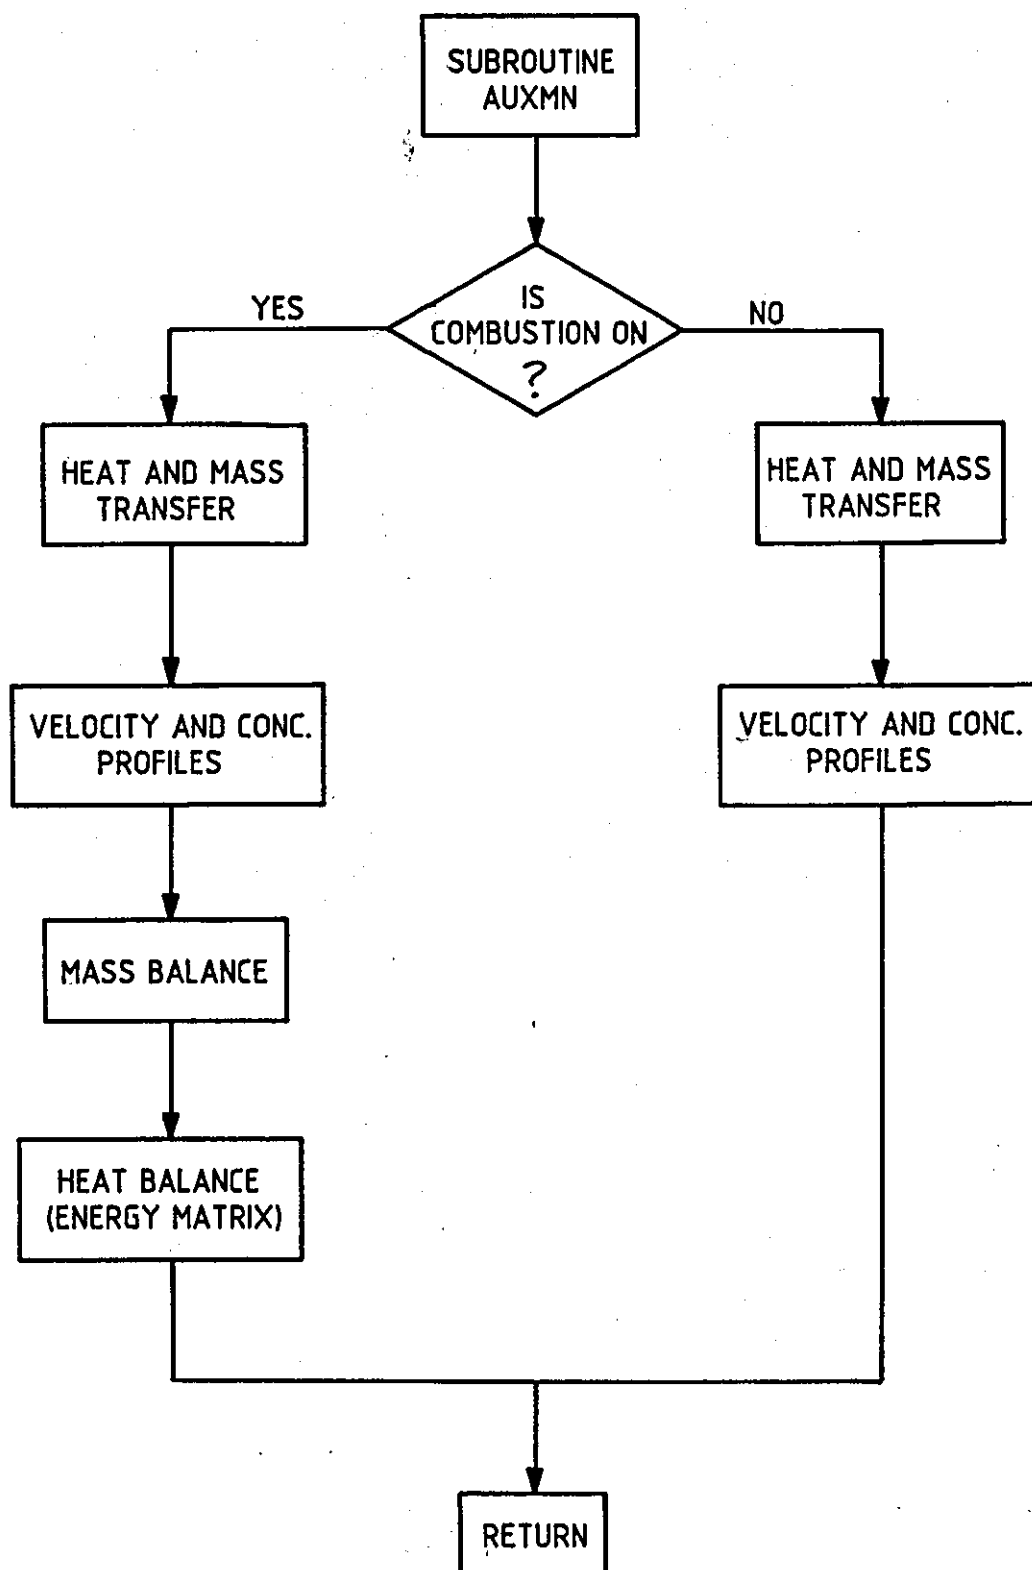 SUBROUTINE
AUXMN
IS
COMBUSTION ON
?
YES
NO
HEAT AND MASS
TRANSFER
HEAT AND MASS
TRANSFER
VELOCITY AND CONC.
PROFILES
VELOCITY AND CONC.
PROFILES
MASS BALANCE
HEAT BALANCE
(ENERGY MATRIX)
RETURN